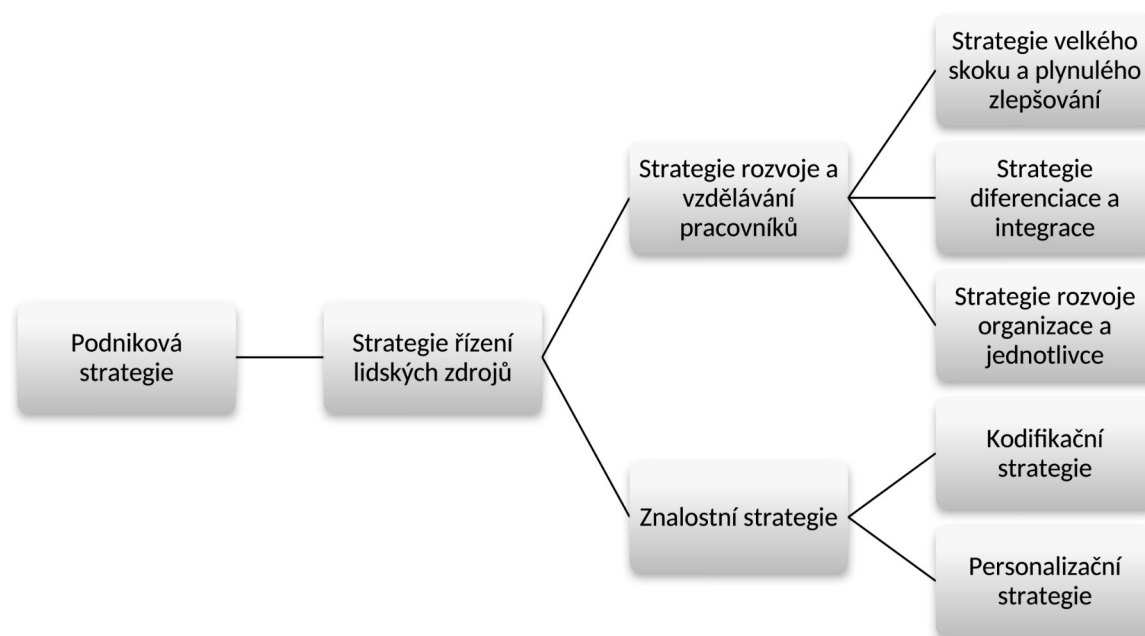 Podniková
strategie
Strategie řízení
lidských zdrojů
Strategie rozvoje a
vzdělávání
pracovníků
Strategie velkého
skoku a plynulého
zlepšování
Strategie
diferenciace a
integrace
Strategie rozvoje
organizace a
jednotlivce
Znalostní strategie
Kodifikační
strategie
Personalizační
strategie